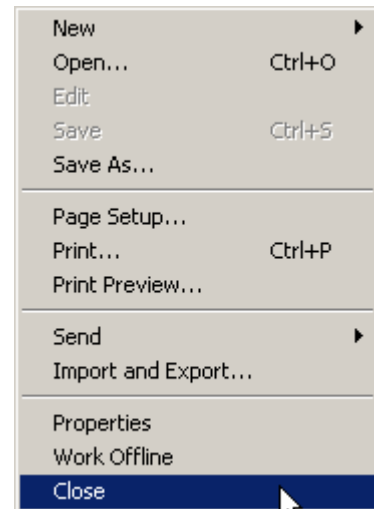 New
Open... Ctrl+O
Edit
Save Ctrl+S
Save As...
Page Setup...
Print... Ctrl+P
Print Preview...
Send
Import and Export...
Properties
Work Offline
Close